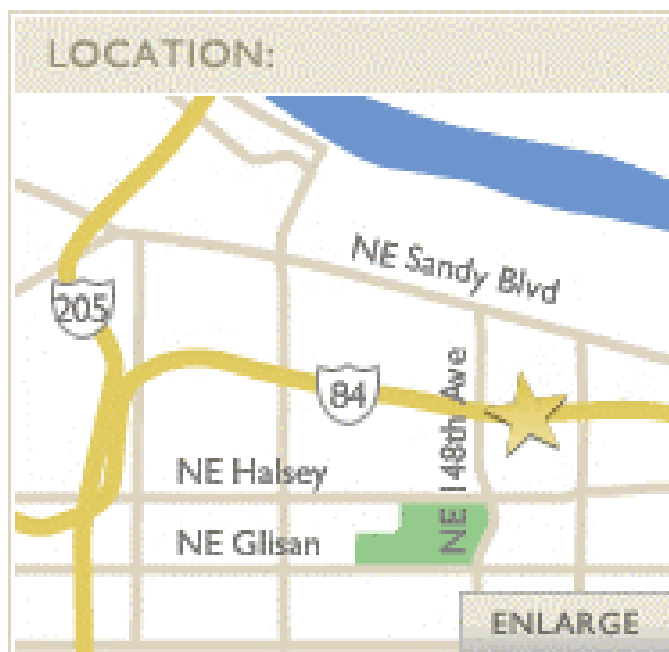 LOCATION:
NE Sandy Blvd
205
84
NE 148th Ave
NE Halsey
NE Glisan
ENLARGE